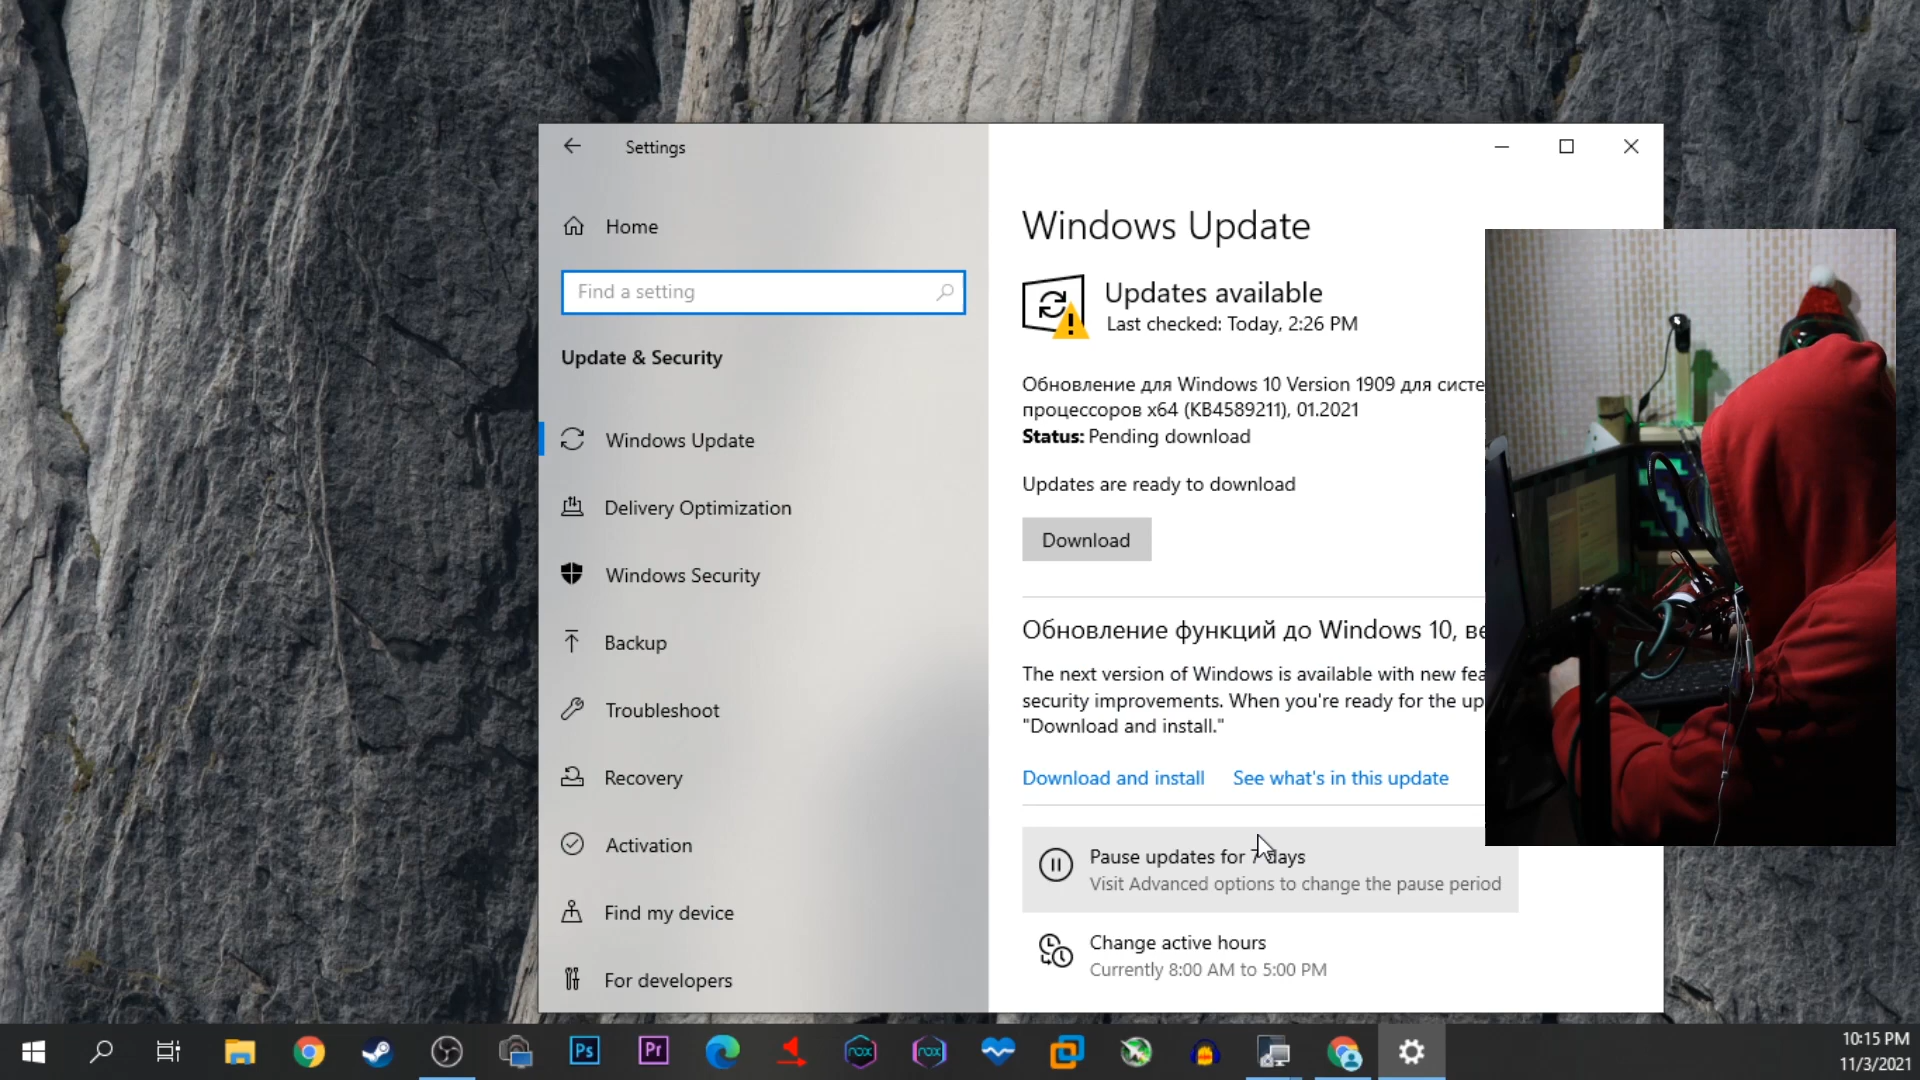 Settings
Home
Find a setting
Update & Security
Windows Update
Delivery Optimization
Windows Security
Backup
Troubleshoot
Recovery
Activation
Find my device
For developers
Windows Update
Updates available
Last checked: Today, 2:26 PM
Обновление для Windows 10 Version 1909 для систе
процессоров x64 (KB4589211), 01.2021
Status: Pending download
Updates are ready to download
Download
Обновление функций до Windows 10, ве
The next version of Windows is available with new fea
security improvements. When you're ready for the up
"Download and install."
Download and install See what's in this update
Pause updates for 7 days
Visit Advanced options to change the pause period
Change active hours
Currently 8:00 AM to 5:00 PM
Ps
Pr
nox
nox
10:15 PM
11/3/2021